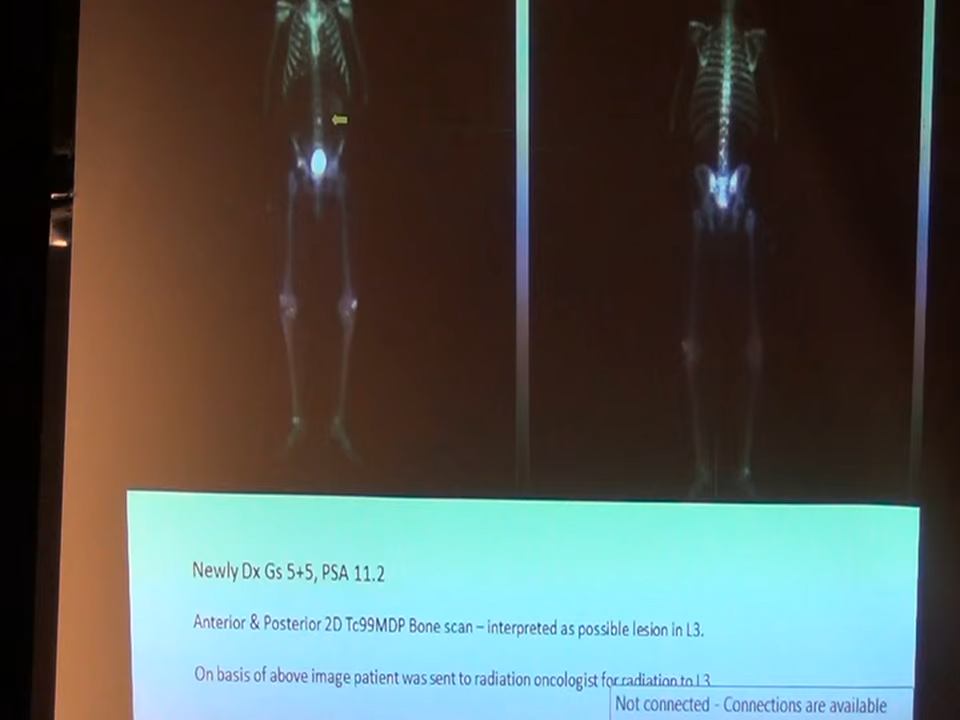 Newly Dx Gs 5+5, PSA 11.2
Anterior & Posterior 2D Tc99MDP Bone scan – interpreted as possible lesion in L3.
On basis of above image patient was sent to radiation oncologist for radiation to L3
Not connected - Connections are available